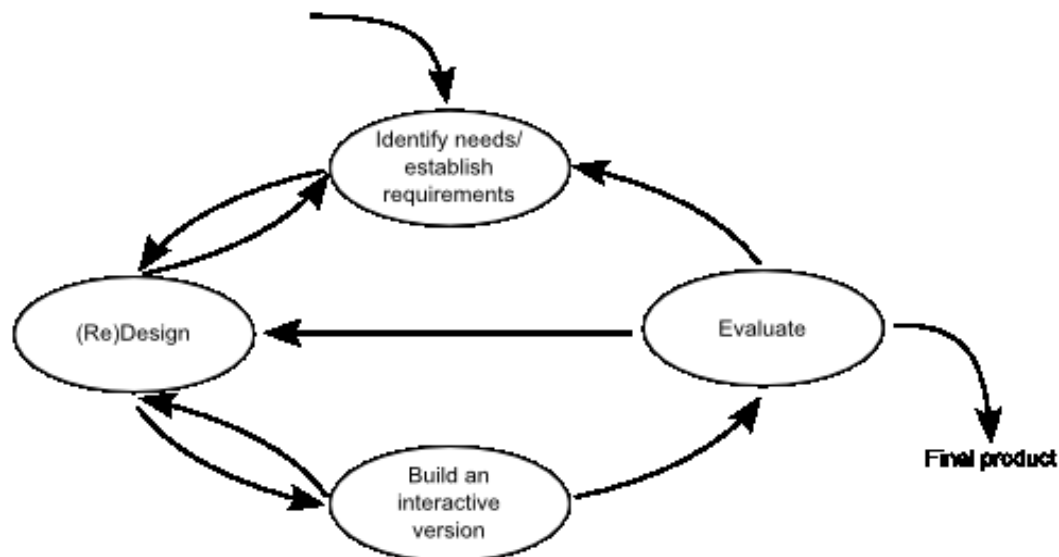 Identify needs/
establish
requirements
(Re)Design
Evaluate
Final product
Build an
interactive
version